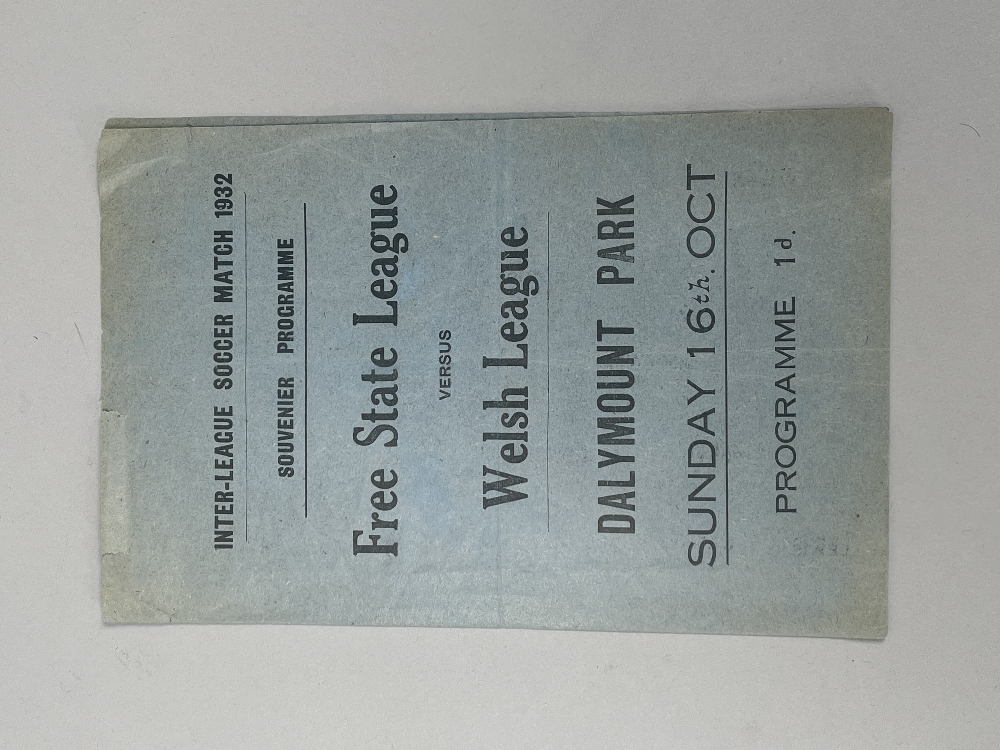 INTER-LEAGUE SOCCER MATCH 1932
SOUVENIER PROGRAMME
Free State League
VERSUS
Welsh League
DALYMOUNT PARK
SUNDAY 16th. OCT
PROGRAMME 1d.